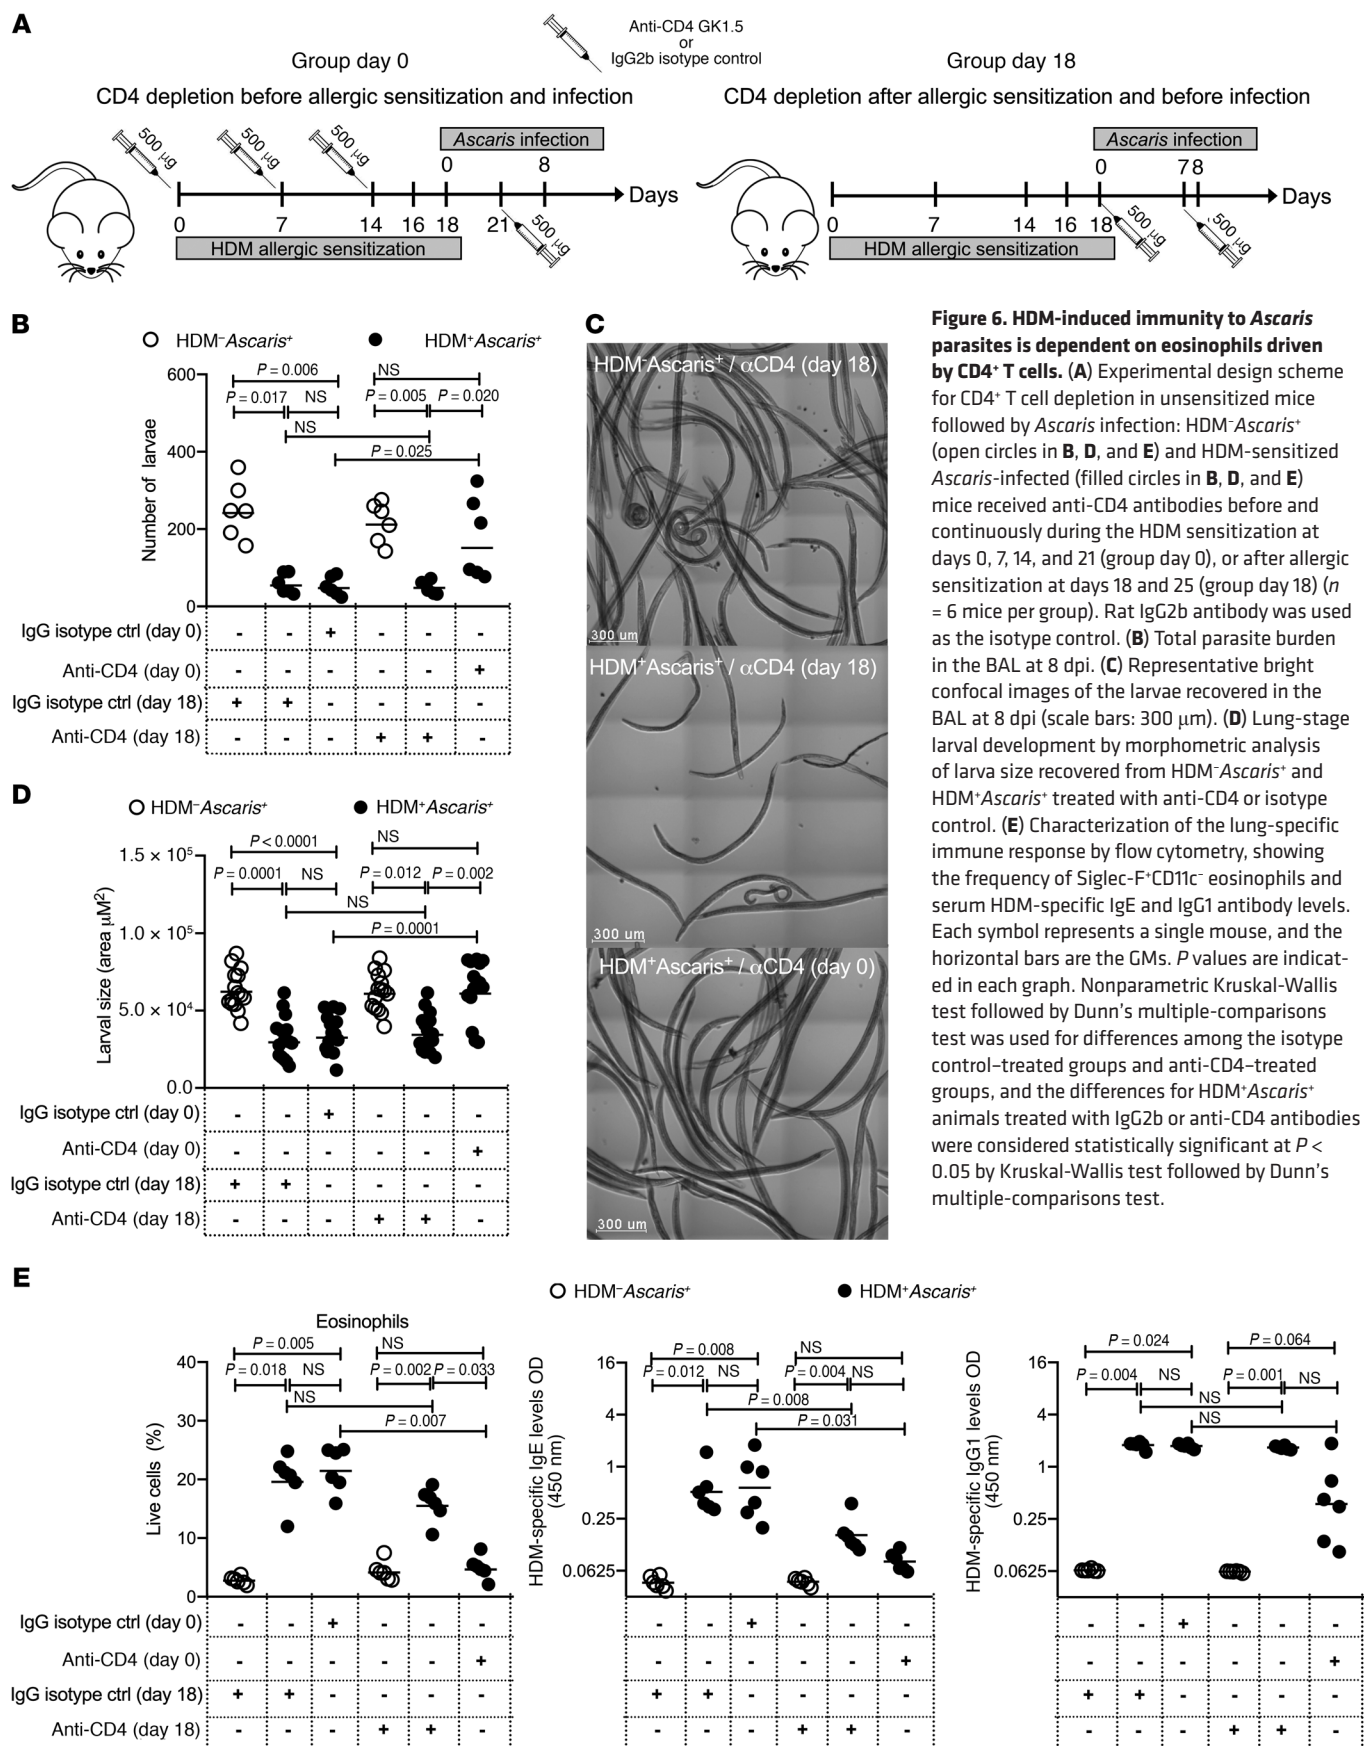 A
Anti-CD4 GK1.5
or
IgG2b isotype control
Group day 0
CD4 depletion before allergic sensitization and infection
500 µg
500 µg
500 µg
Ascaris infection
0 8
Days
0 7 14 16 18 21
500 µg
HDM allergic sensitization
Group day 18
CD4 depletion after allergic sensitization and before infection
Ascaris infection
0 7 8
Days
0 7 14 16 18
500 µg
500 µg
HDM allergic sensitization
B
HDM⁻Ascaris⁺ HDM⁺Ascaris⁺
P = 0.006 NS
P = 0.017 NS P = 0.005 P = 0.020
NS
P = 0.025
Number of larvae
600
400
200
0
IgG isotype ctrl (day 0) - - + - - -
Anti-CD4 (day 0) - - - - - +
IgG isotype ctrl (day 18) + + - - - -
Anti-CD4 (day 18) - - - + + -
C
HDM⁻Ascaris⁺ / αCD4 (day 18)
300 um
HDM⁺Ascaris⁺ / αCD4 (day 18)
300 um
HDM⁺Ascaris⁺ / αCD4 (day 0)
300 um
Figure 6. HDM-induced immunity to Ascaris
parasites is dependent on eosinophils driven
by CD4⁺ T cells. (A) Experimental design scheme
for CD4⁺ T cell depletion in unsensitized mice
followed by Ascaris infection: HDM⁻Ascaris⁺
(open circles in B, D, and E) and HDM-sensitized
Ascaris-infected (filled circles in B, D, and E)
mice received anti-CD4 antibodies before and
continuously during the HDM sensitization at
days 0, 7, 14, and 21 (group day 0), or after allergic
sensitization at days 18 and 25 (group day 18) (n
= 6 mice per group). Rat IgG2b antibody was used
as the isotype control. (B) Total parasite burden
in the BAL at 8 dpi. (C) Representative bright
confocal images of the larvae recovered in the
BAL at 8 dpi (scale bars: 300 μm). (D) Lung-stage
larval development by morphometric analysis
of larva size recovered from HDM⁻Ascaris⁺ and
HDM⁺Ascaris⁺ treated with anti-CD4 or isotype
control. (E) Characterization of the lung-specific
immune response by flow cytometry, showing
the frequency of Siglec-F⁺CD11c⁻ eosinophils and
serum HDM-specific IgE and IgG1 antibody levels.
Each symbol represents a single mouse, and the
horizontal bars are the GMs. P values are indicat-
ed in each graph. Nonparametric Kruskal-Wallis
test followed by Dunn's multiple-comparisons
test was used for differences among the isotype
control–treated groups and anti-CD4–treated
groups, and the differences for HDM⁺Ascaris⁺
animals treated with IgG2b or anti-CD4 antibodies
were considered statistically significant at P <
0.05 by Kruskal-Wallis test followed by Dunn's
multiple-comparisons test.
D
HDM⁻Ascaris⁺ HDM⁺Ascaris⁺
P < 0.0001 NS
P = 0.0001 NS P = 0.012 P = 0.002
NS
P = 0.0001
Larval size (area µM²)
1.5 × 10⁵
1.0 × 10⁵
5.0 × 10⁴
0.0
IgG isotype ctrl (day 0) - - + - - -
Anti-CD4 (day 0) - - - - - +
IgG isotype ctrl (day 18) + + - - - -
Anti-CD4 (day 18) - - - + + -
E
HDM⁻Ascaris⁺ HDM⁺Ascaris⁺
Eosinophils
P = 0.005 NS
P = 0.018 NS P = 0.002 P = 0.033
NS
P = 0.007
Live cells (%)
40
30
20
10
0
P = 0.008 NS
P = 0.012 NS P = 0.004 NS
P = 0.008
P = 0.031
HDM-specific IgE levels OD
(450 nm)
16
4
1
0.25
0.0625
P = 0.024 P = 0.064
P = 0.004 NS P = 0.001 NS
NS
NS
HDM-specific IgG1 levels OD
(450 nm)
16
4
1
0.25
0.0625
IgG isotype ctrl (day 0) - - + - - - - - + - - - - - + - - -
Anti-CD4 (day 0) - - - - - + - - - - - + - - - - - +
IgG isotype ctrl (day 18) + + - - - - + + - - - - + + - - - -
Anti-CD4 (day 18) - - - + + - - - - + + - - - - + + -